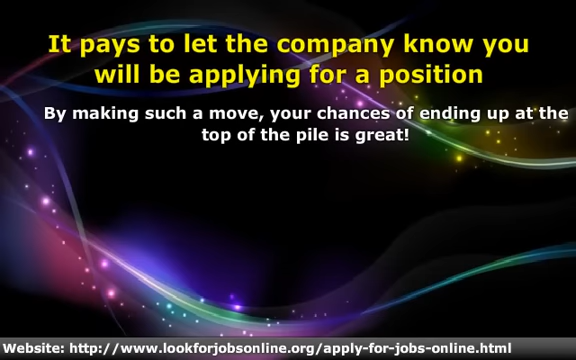 It pays to let the company know you
will be applying for a position
By making such a move, your chances of ending up at the
top of the pile is great!
Website: http://www.lookforjobsonline.org/apply-for-jobs-online.html